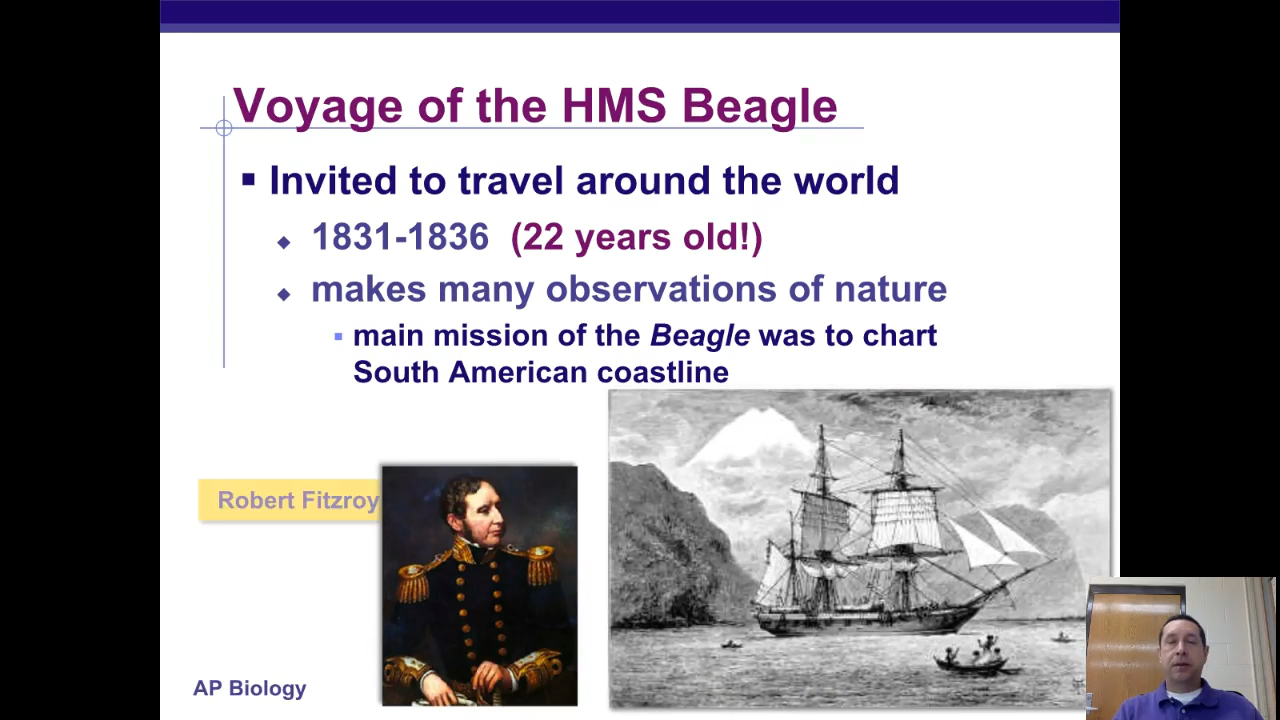 Voyage of the HMS Beagle
Invited to travel around the world
1831-1836 (22 years old!)
makes many observations of nature
main mission of the Beagle was to chart
South American coastline
Robert Fitzroy
AP Biology